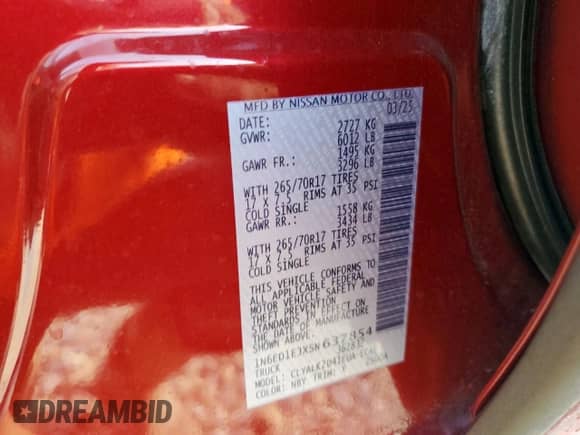 MFD BY NISSAN MOTOR CO., LTD.
DATE: 03/25
GVWR: 2727 KG
6012 LB
GAWR FR.: 1495 KG
3296 LB
WITH 265/70R17 TIRES
17 X 7.5 RIMS AT 35 PSI
COLD SINGLE
GAWR RR.: 1558 KG
3434 LB
WITH 265/70R17 TIRES
17 X 7.5 RIMS AT 35 PSI
COLD SINGLE
THIS VEHICLE CONFORMS TO
ALL APPLICABLE FEDERAL
MOTOR VEHICLE SAFETY AND
THEFT PREVENTION
STANDARDS IN EFFECT ON
THE DATE OF MANUFACTURE
SHOWN ABOVE.
1N6ED1EJXSN637854
TRUCK
MODEL:
COLOR: NBY TRIM:
DREAMBID